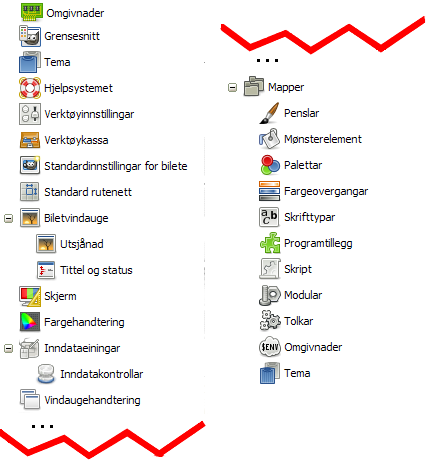 Omgivnader
Grensesnitt
Tema
Hjelpsystemet
Verktøyinnstillingar
Verktøykassa
Standardinnstillingar for bilete
Standard rutenett
Biletvindauge
Utsjånad
Tittel og status
Skjerm
Fargehandtering
Inndataeiningar
Inndatakontrollar
Vindaugehandtering
...
...
Mapper
Penslar
Mønsterelement
Palettar
Fargeovergangar
Skrifttypar
Programtillegg
Skript
Modular
Tolkar
$ENV Omgivnader
Tema